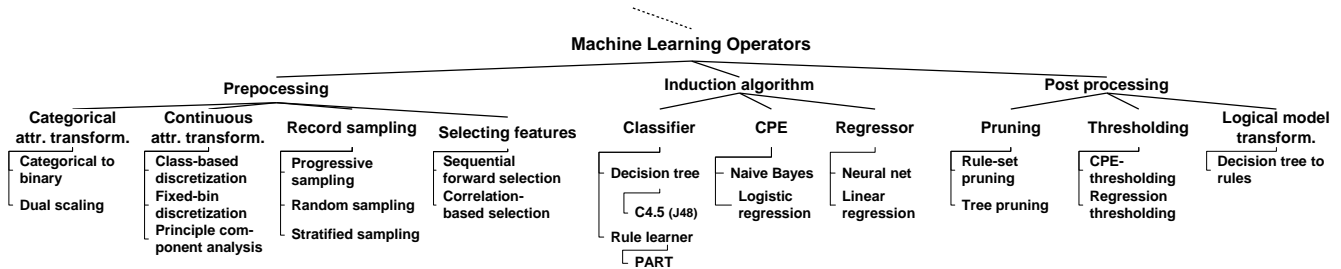 Machine Learning Operators
Prepocessing
Induction algorithm
Post processing
Categorical
attr. transform.
Continuous
attr. transform.
Record sampling
Selecting features
Classifier
CPE
Regressor
Pruning
Thresholding
Logical model
transform.
Categorical to
binary
Dual scaling
Class-based
discretization
Fixed-bin
discretization
Principle com-
ponent analysis
Progressive
sampling
Random sampling
Stratified sampling
Sequential
forward selection
Correlation-
based selection
Decision tree
C4.5 (J48)
Rule learner
PART
Naive Bayes
Logistic
regression
Neural net
Linear
regression
Rule-set
pruning
Tree pruning
CPE-
thresholding
Regression
thresholding
Decision tree to
rules